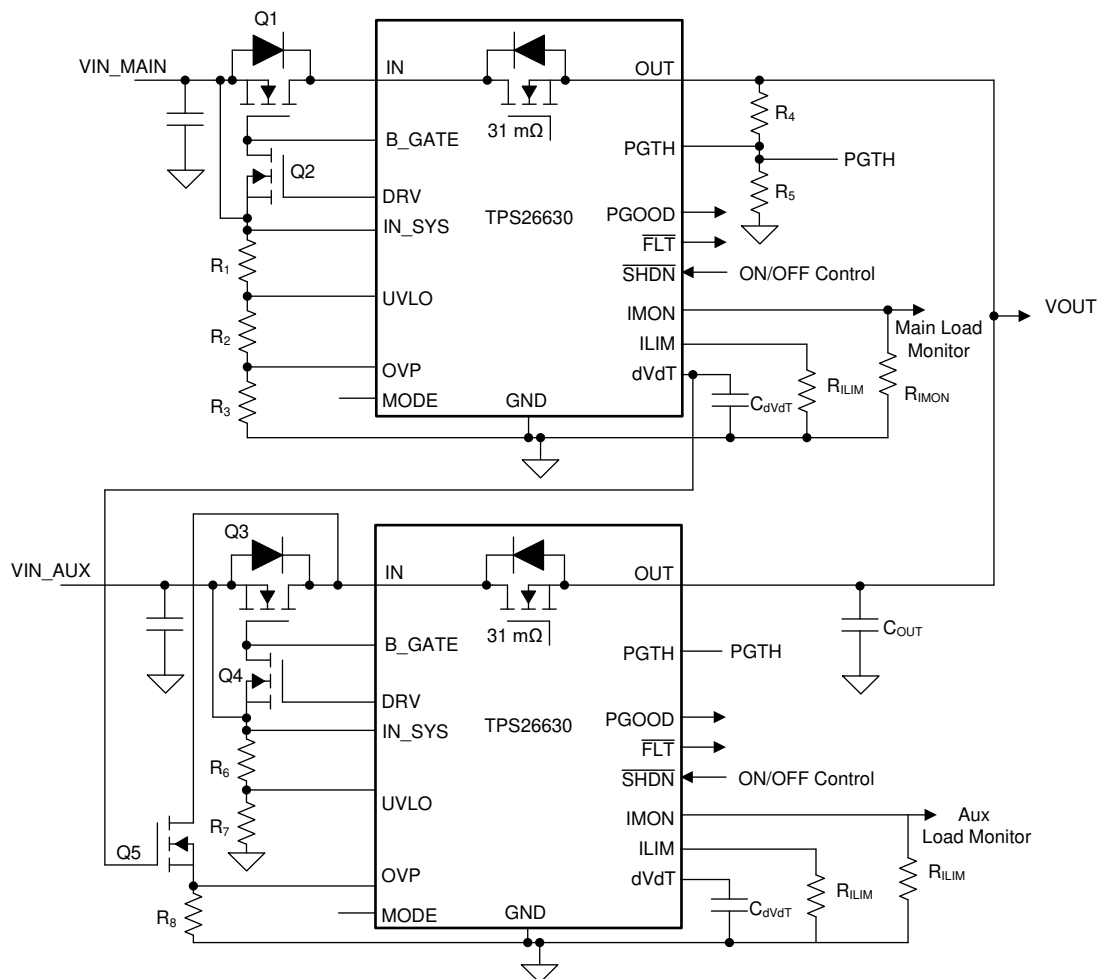 Q1
VIN_MAIN
IN
OUT
31 mΩ
R4
B_GATE
PGTH
PGTH
Q2
R5
DRV
TPS26630
PGOOD
IN_SYS
FLT
R1
SHDN
ON/OFF Control
UVLO
IMON
VOUT
Main Load
Monitor
R2
ILIM
OVP
dVdT
RILIM
RIMON
R3
MODE
GND
CdVdT
Q3
VIN_AUX
IN
OUT
31 mΩ
COUT
B_GATE
PGTH
PGTH
Q4
DRV
TPS26630
PGOOD
IN_SYS
FLT
R6
SHDN
ON/OFF Control
UVLO
R7
IMON
Aux
Load Monitor
Q5
ILIM
OVP
dVdT
RILIM
RILIM
R8
MODE
GND
CdVdT